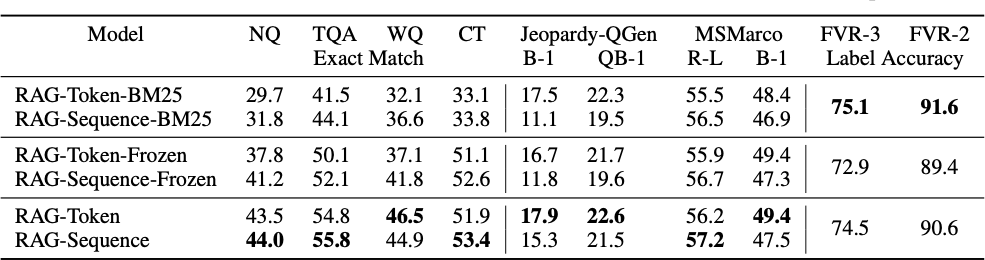 Model NQ TQA WQ CT Jeopardy-QGen MSMarco FVR-3 FVR-2
Exact Match B-1 QB-1 R-L B-1 Label Accuracy
RAG-Token-BM25 29.7 41.5 32.1 33.1 17.5 22.3 55.5 48.4 75.1 91.6
RAG-Sequence-BM25 31.8 44.1 36.6 33.8 11.1 19.5 56.5 46.9
RAG-Token-Frozen 37.8 50.1 37.1 51.1 16.7 21.7 55.9 49.4 72.9 89.4
RAG-Sequence-Frozen 41.2 52.1 41.8 52.6 11.8 19.6 56.7 47.3
RAG-Token 43.5 54.8 46.5 51.9 17.9 22.6 56.2 49.4 74.5 90.6
RAG-Sequence 44.0 55.8 44.9 53.4 15.3 21.5 57.2 47.5